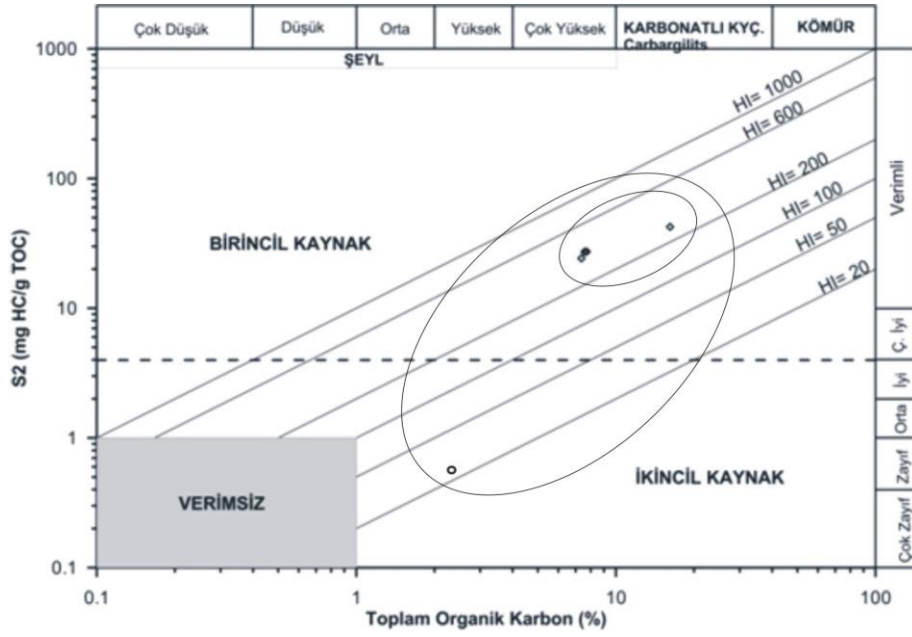 Çok Düşük
Düşük
Orta
Yüksek
Çok Yüksek
KARBONATLI KYÇ.
Carbargilits
KÖMÜR
ŞEYL
1000
100
10
1
0.1
S2 (mg HC/g TOC)
HI= 1000
HI= 600
HI= 200
HI= 100
HI= 50
HI= 20
BİRİNCİL KAYNAK
İKİNCİL KAYNAK
VERİMSİZ
Verimli
Ç. İyi
İyi
Orta
Zayıf
Çok Zayıf
0.1
1
10
100
Toplam Organik Karbon (%)